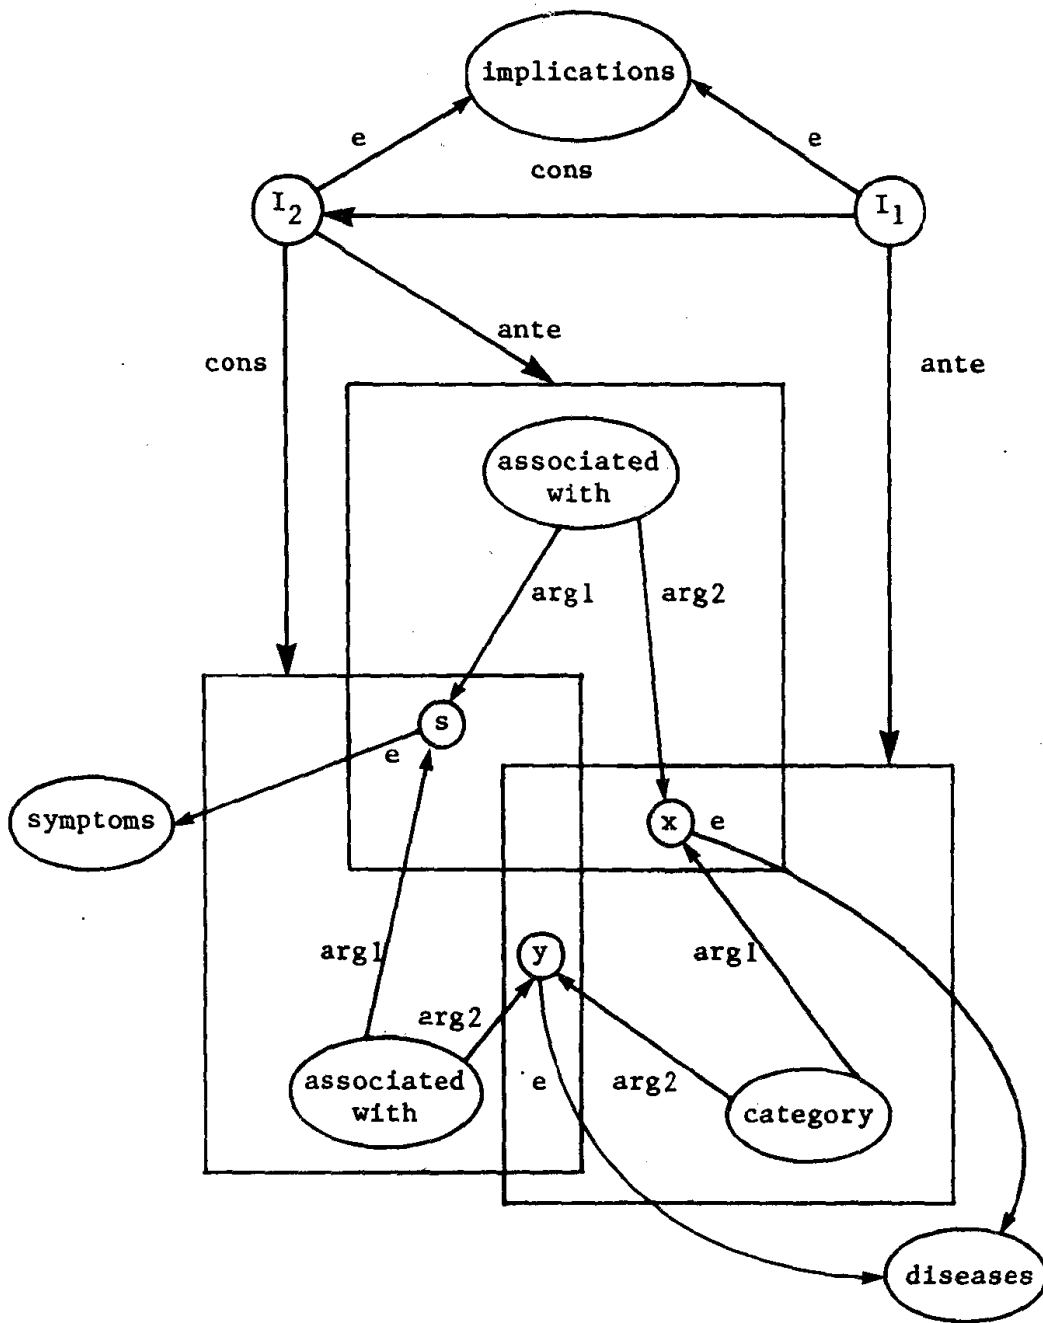 implications
e
e
cons
I2
I1
ante
cons
ante
associated
with
arg1
arg2
s
e
symptoms
x
e
arg1
y
arg1
arg2
associated
with
e
arg2
category
diseases